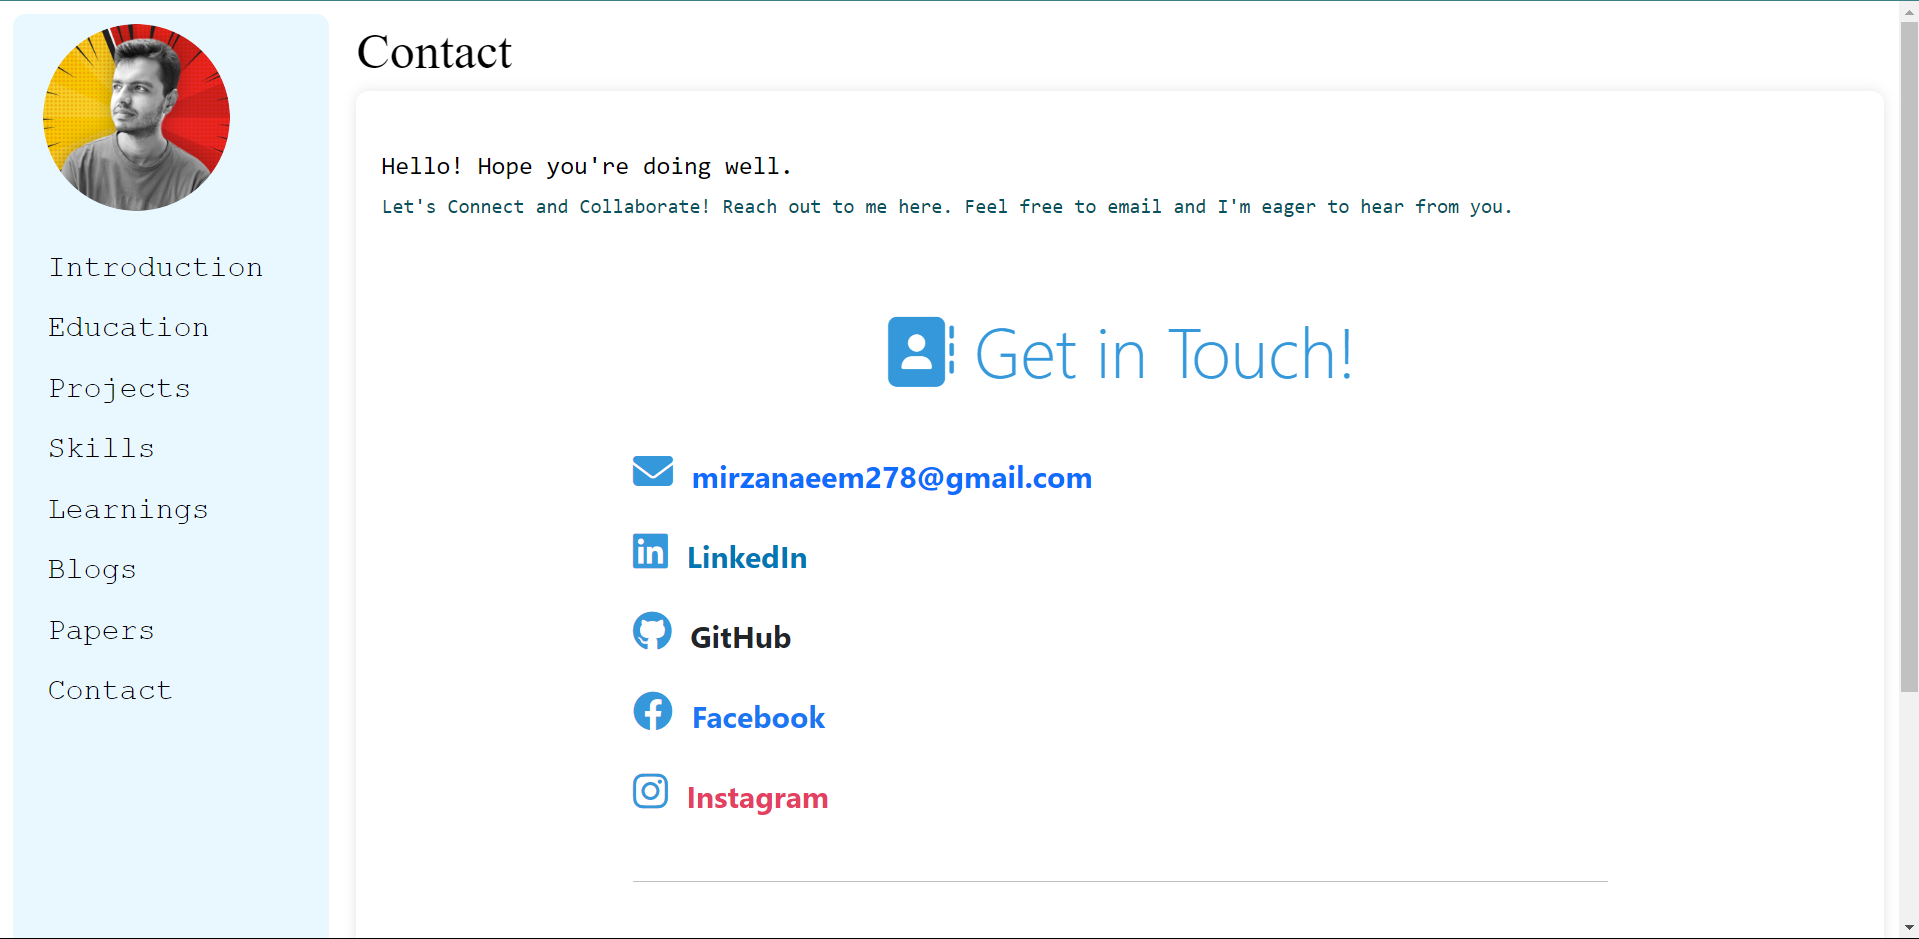 Introduction
Education
Projects
Skills
Learnings
Blogs
Papers
Contact
Contact
Hello! Hope you're doing well.
Let's Connect and Collaborate! Reach out to me here. Feel free to email and I'm eager to hear from you.
Get in Touch!
mirzanaeem278@gmail.com
LinkedIn
GitHub
Facebook
Instagram